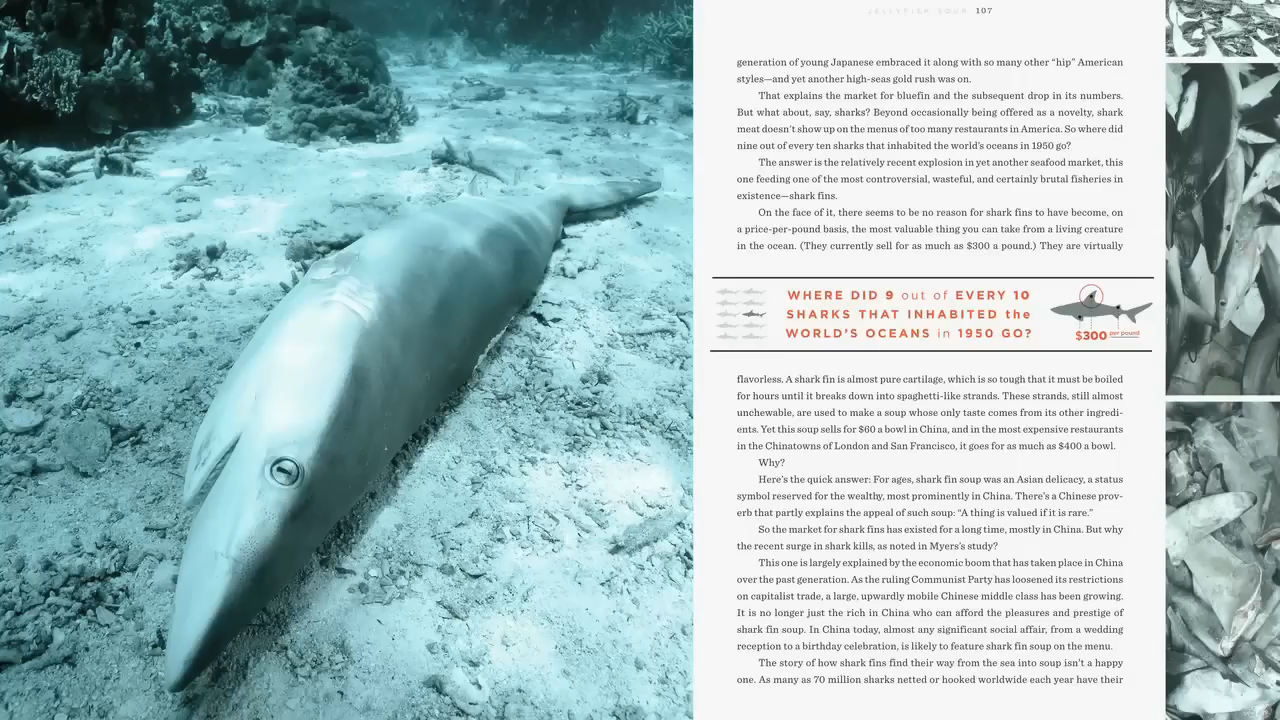 JELLYFISH SOUP 107
generation of young Japanese embraced it along with so many other “hip” American
styles—and yet another high-seas gold rush was on.
That explains the market for bluefin and the subsequent drop in its numbers.
But what about, say, sharks? Beyond occasionally being offered as a novelty, shark
meat doesn’t show up on the menus of too many restaurants in America. So where did
nine out of every ten sharks that inhabited the world’s oceans in 1950 go?
The answer is the relatively recent explosion in yet another seafood market, this
one feeding one of the most controversial, wasteful, and certainly brutal fisheries in
existence—shark fins.
On the face of it, there seems to be no reason for shark fins to have become, on
a price-per-pound basis, the most valuable thing you can take from a living creature
in the ocean. (They currently sell for as much as $300 a pound.) They are virtually
WHERE DID 9 out of EVERY 10
SHARKS THAT INHABITED the
WORLD’S OCEANS in 1950 GO?
$300 per pound
flavorless. A shark fin is almost pure cartilage, which is so tough that it must be boiled
for hours until it breaks down into spaghetti-like strands. These strands, still almost
unchewable, are used to make a soup whose only taste comes from its other ingredi-
ents. Yet this soup sells for $60 a bowl in China, and in the most expensive restaurants
in the Chinatowns of London and San Francisco, it goes for as much as $400 a bowl.
Why?
Here’s the quick answer: For ages, shark fin soup was an Asian delicacy, a status
symbol reserved for the wealthy, most prominently in China. There’s a Chinese prov-
erb that partly explains the appeal of such soup: “A thing is valued if it is rare.”
So the market for shark fins has existed for a long time, mostly in China. But why
the recent surge in shark kills, as noted in Myers’s study?
This one is largely explained by the economic boom that has taken place in China
over the past generation. As the ruling Communist Party has loosened its restrictions
on capitalist trade, a large, upwardly mobile Chinese middle class has been growing.
It is no longer just the rich in China who can afford the pleasures and prestige of
shark fin soup. In China today, almost any significant social affair, from a wedding
reception to a birthday celebration, is likely to feature shark fin soup on the menu.
The story of how shark fins find their way from the sea into soup isn’t a happy
one. As many as 70 million sharks netted or hooked worldwide each year have their